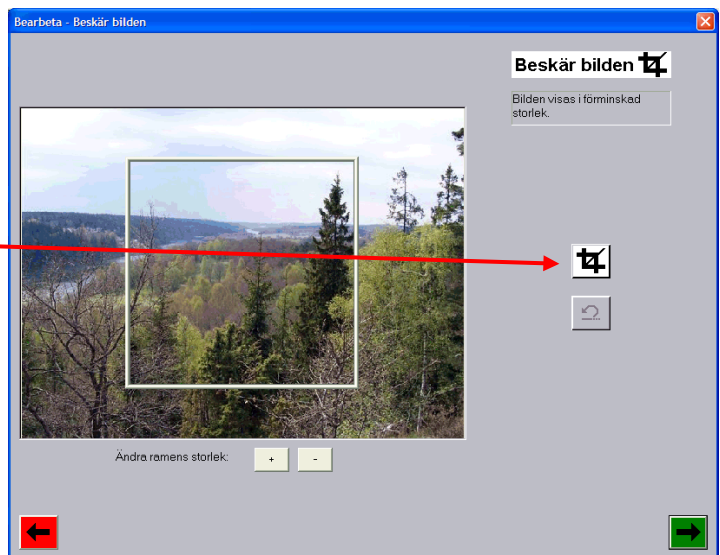 Bearbeta - Beskär bilden
Beskär bilden
Bilden visas i förminskad
storlek.
Ändra ramens storlek:
+
-